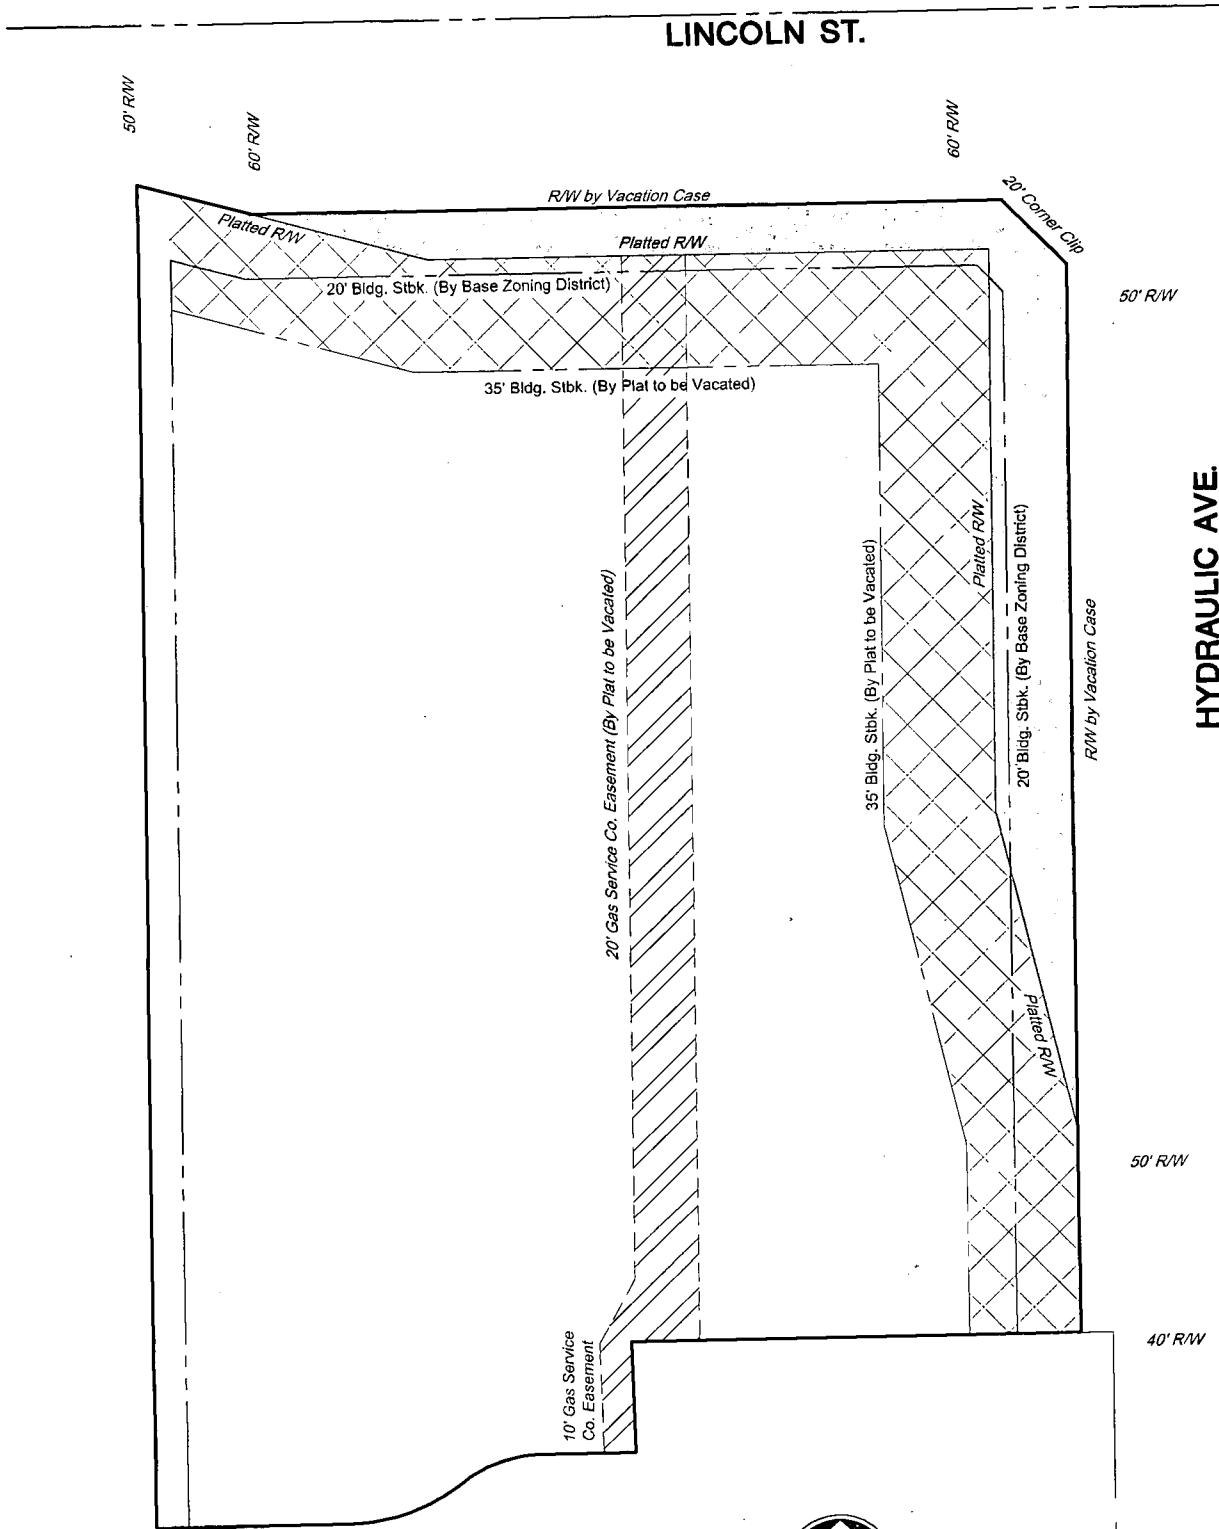 LINCOLN ST.
50' R/W
60' R/W
60' R/W
R/W by Vacation Case
20' Corner Clip
Platted R/W
Platted R/W
20' Bldg. Stbk. (By Base Zoning District)
50' R/W
35' Bldg. Stbk. (By Plat to be Vacated)
HYDRAULIC AVE.
20' Gas Service Co. Easement (By Plat to be Vacated)
35' Bldg. Stbk. (By Plat to be Vacated)
Platted R/W
20' Bldg. Stbk. (By Base Zoning District)
R/W by Vacation Case
Platted R/W
50' R/W
40' R/W
10' Gas Service
Co. Easement